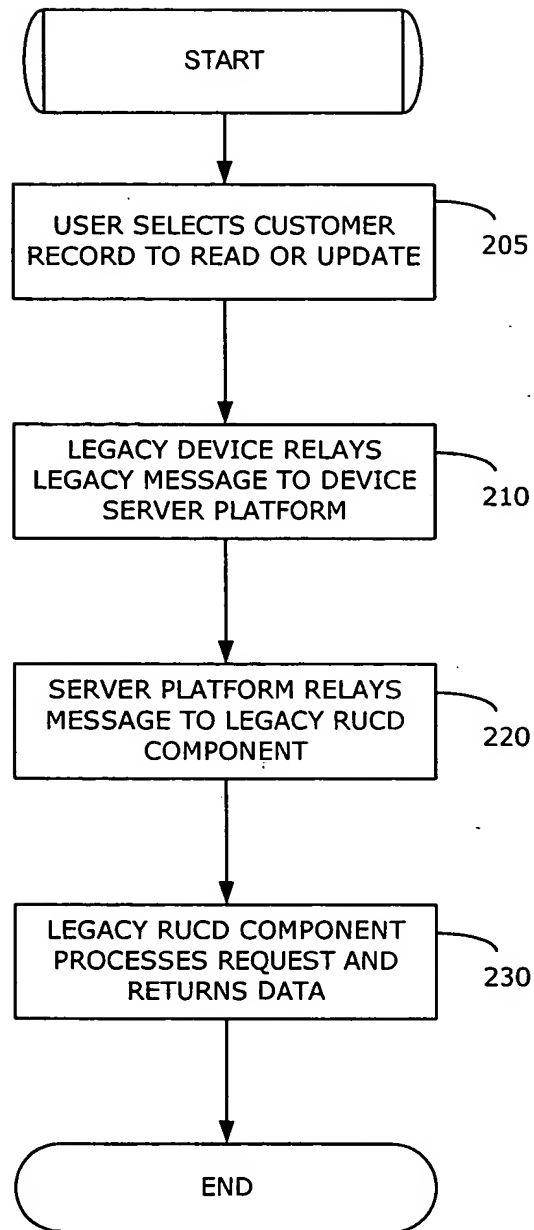 START
USER SELECTS CUSTOMER
RECORD TO READ OR UPDATE
205
LEGACY DEVICE RELAYS
LEGACY MESSAGE TO DEVICE
SERVER PLATFORM
210
SERVER PLATFORM RELAYS
MESSAGE TO LEGACY RUCD
COMPONENT
220
LEGACY RUCD COMPONENT
PROCESSES REQUEST AND
RETURNS DATA
230
END